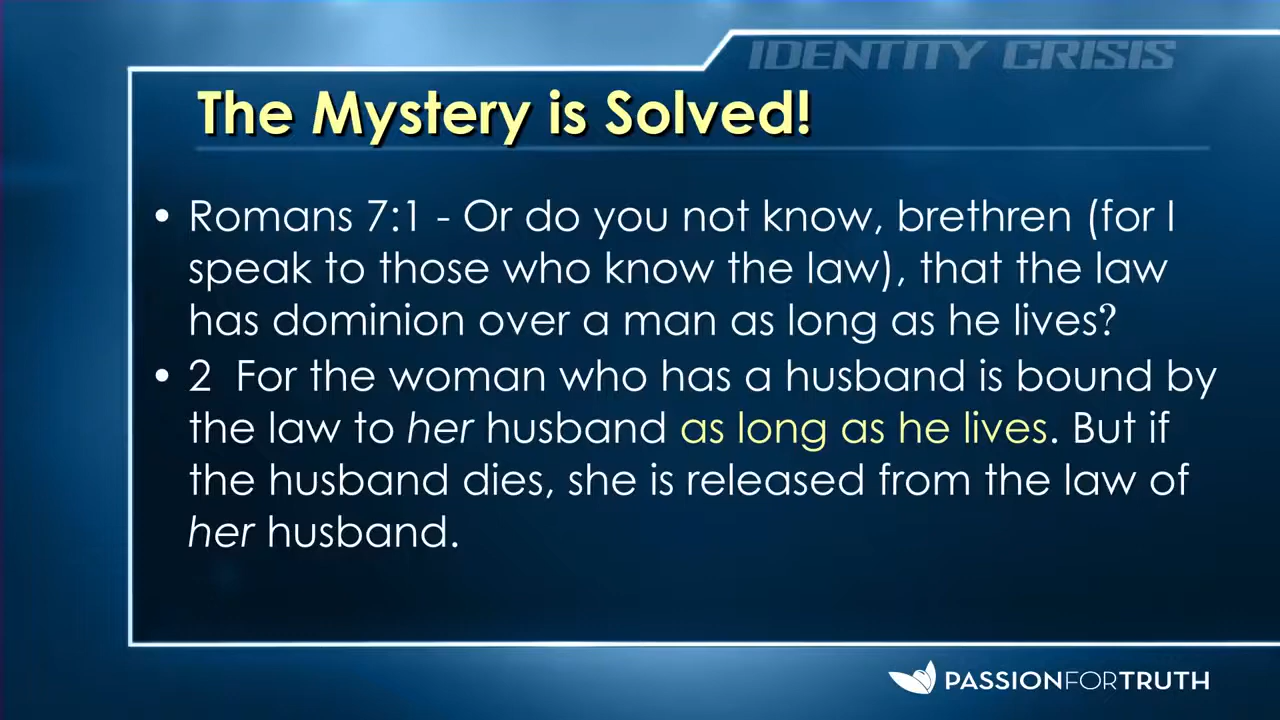 IDENTITY CRISIS
The Mystery is Solved!
• Romans 7:1 - Or do you not know, brethren (for I
speak to those who know the law), that the law
has dominion over a man as long as he lives?
• 2  For the woman who has a husband is bound by
the law to her husband as long as he lives. But if
the husband dies, she is released from the law of
her husband.
PASSIONFORTRUTH